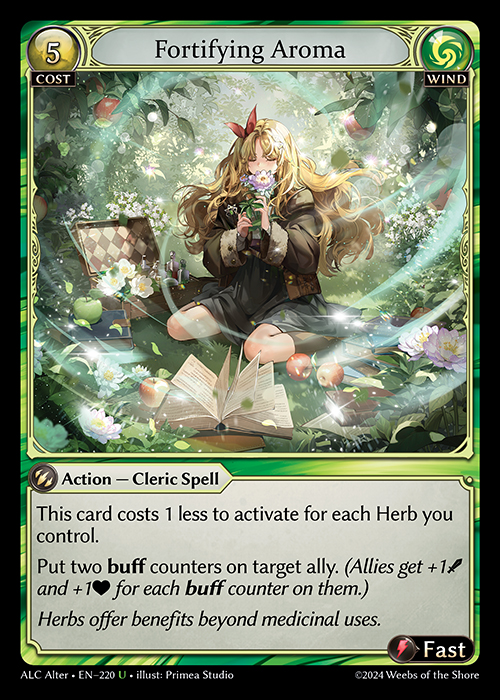 5
Fortifying Aroma
COST
WIND
Action — Cleric Spell
This card costs 1 less to activate for each Herb you
control.
Put two buff counters on target ally. (Allies get +1
and +1 for each buff counter on them.)
Herbs offer benefits beyond medicinal uses.
Fast
ALC Alter • EN–220 U • illust: Primea Studio
©2024 Weebs of the Shore